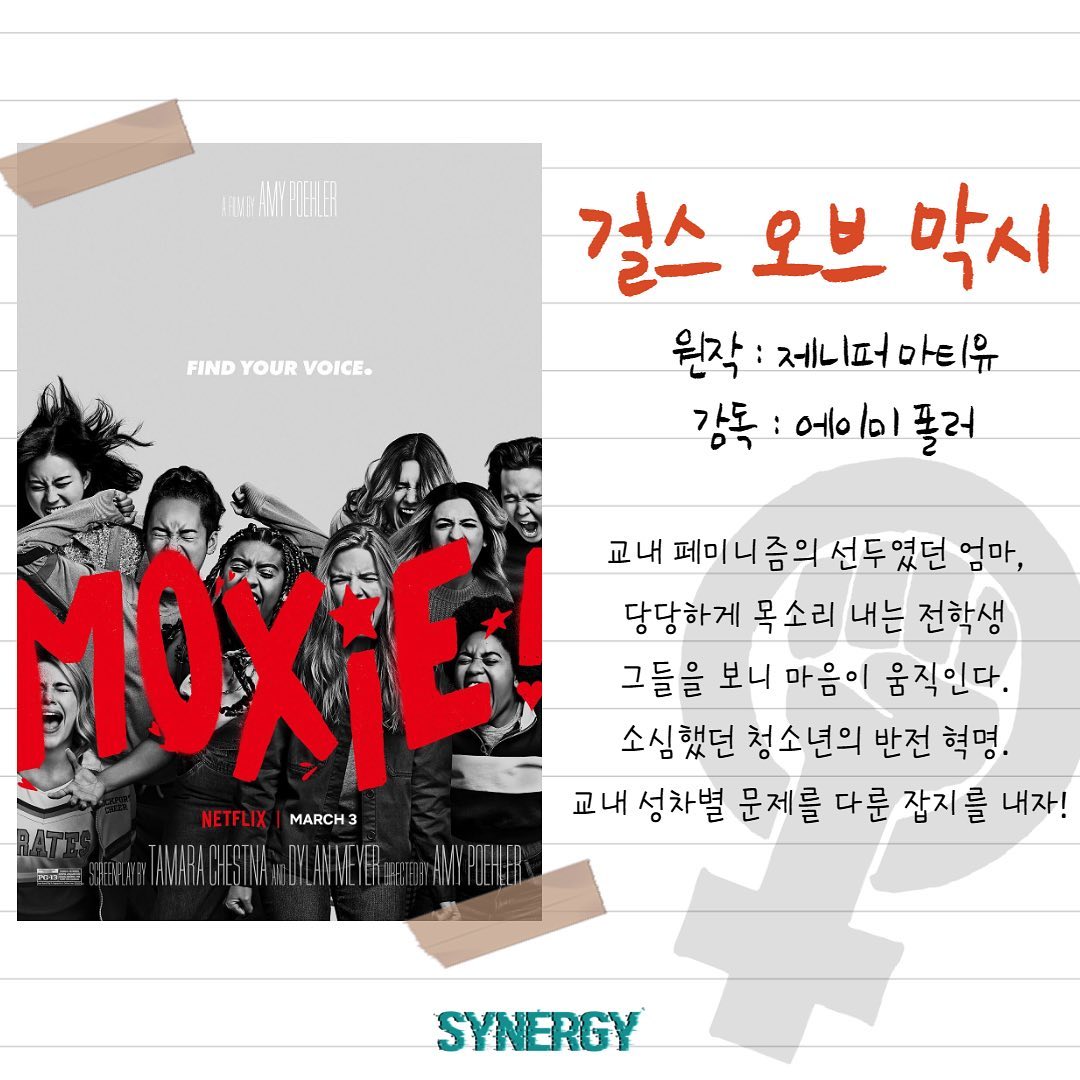 A FILM BY AMY POEHLER
FIND YOUR VOICE.
MOXiE!
ROCKPORT
CHEER
PIRATES
NETFLIX | MARCH 3
PG-13
SCREENPLAY BY TAMARA CHESTNA AND DYLAN MEYER DIRECTED BY AMY POEHLER
걸스 오브 막시
원작 : 제니퍼 마티유
감독 : 에이미 폴러
교내 페미니즘의 선두였던 엄마,
당당하게 목소리 내는 전학생
그들을 보니 마음이 움직인다.
소심했던 청소년의 반전 혁명.
교내 성차별 문제를 다룬 잡지를 내자!
SYNERGY